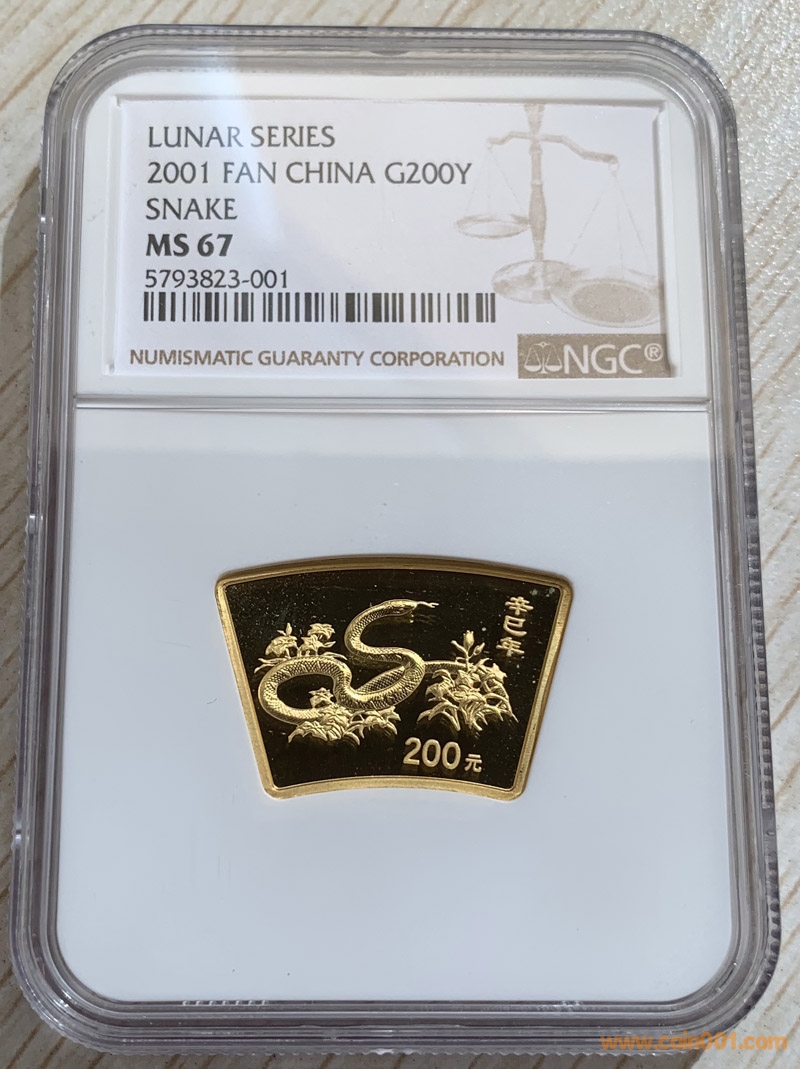 LUNAR SERIES
2001 FAN CHINA G200Y
SNAKE
MS 67
5793823-001
NUMISMATIC GUARANTY CORPORATION
NGC®
辛巳年
200元
www.coin001.com